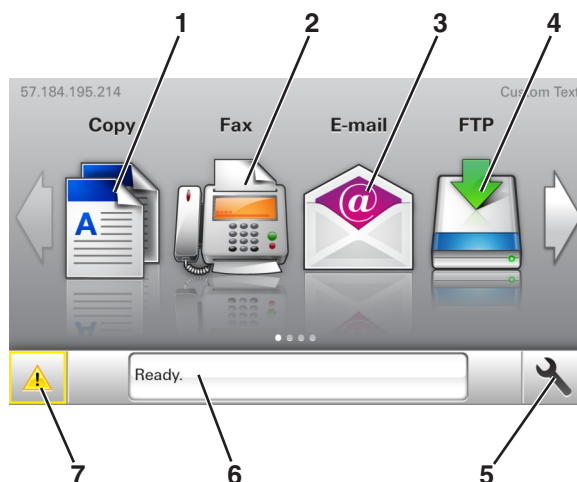 1 2 3 4
57.184.195.214 Custom Text
Copy Fax E-mail FTP
A @
Ready.
7 6 5